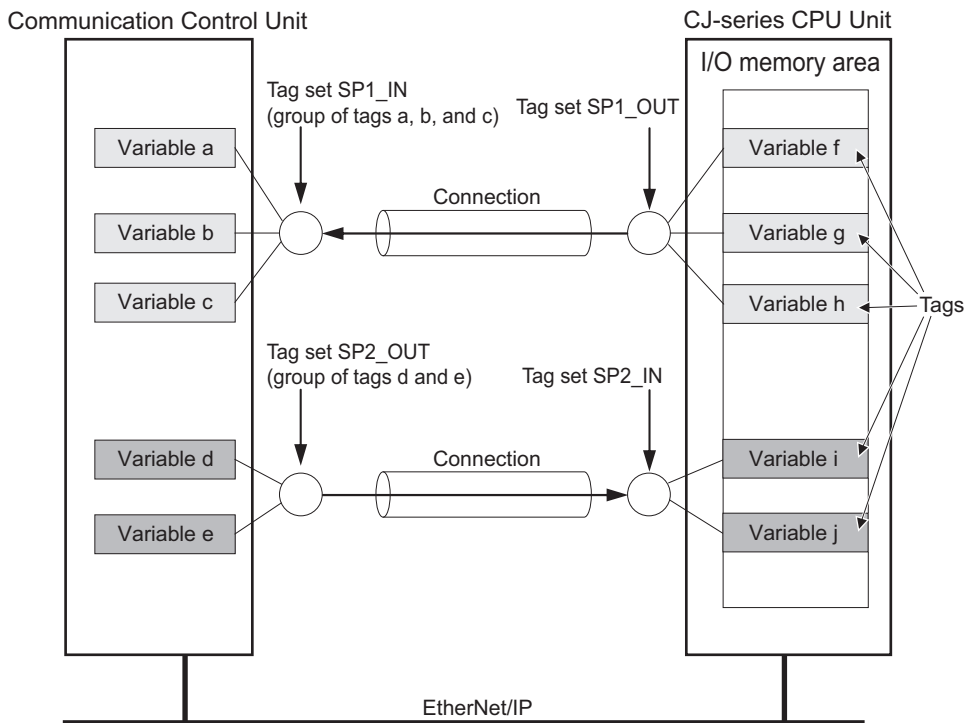 Communication Control Unit
CJ-series CPU Unit
I/O memory area
Tag set SP1_IN
(group of tags a, b, and c)
Tag set SP1_OUT
Variable a
Variable b
Variable c
Connection
Variable f
Variable g
Variable h
Tags
Tag set SP2_OUT
(group of tags d and e)
Tag set SP2_IN
Variable d
Variable e
Connection
Variable i
Variable j
EtherNet/IP